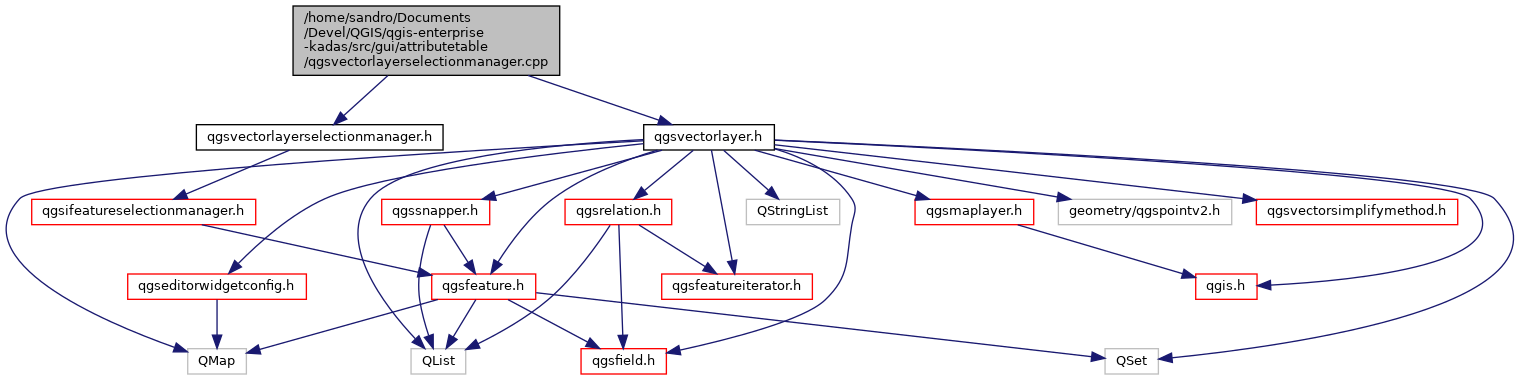 /home/sandro/Documents
/Devel/QGIS/qgis-enterprise
-kadas/src/gui/attributetable
/qgsvectorlayerselectionmanager.cpp
qgsvectorlayerselectionmanager.h
qgsvectorlayer.h
qgsifeatureselectionmanager.h
qgssnapper.h
qgsrelation.h
QStringList
qgsmaplayer.h
geometry/qgspointv2.h
qgsvectorsimplifymethod.h
qgseditorwidgetconfig.h
qgsfeature.h
qgsfeatureiterator.h
qgis.h
QMap
QList
qgsfield.h
QSet